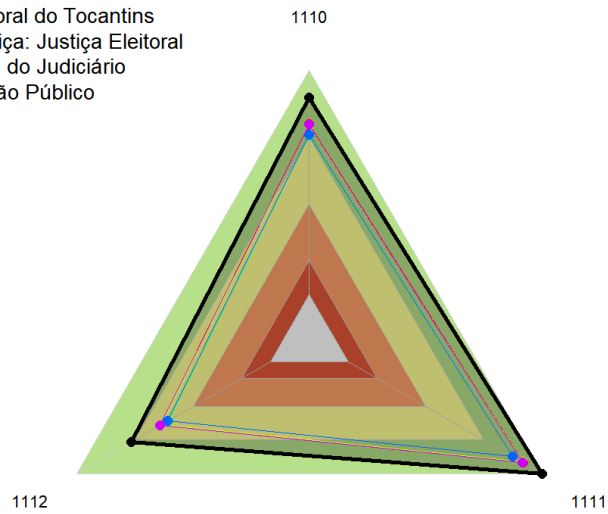 oral do Tocantins
iça: Justiça Eleitoral
do Judiciário
ão Público
1110
1112
1111